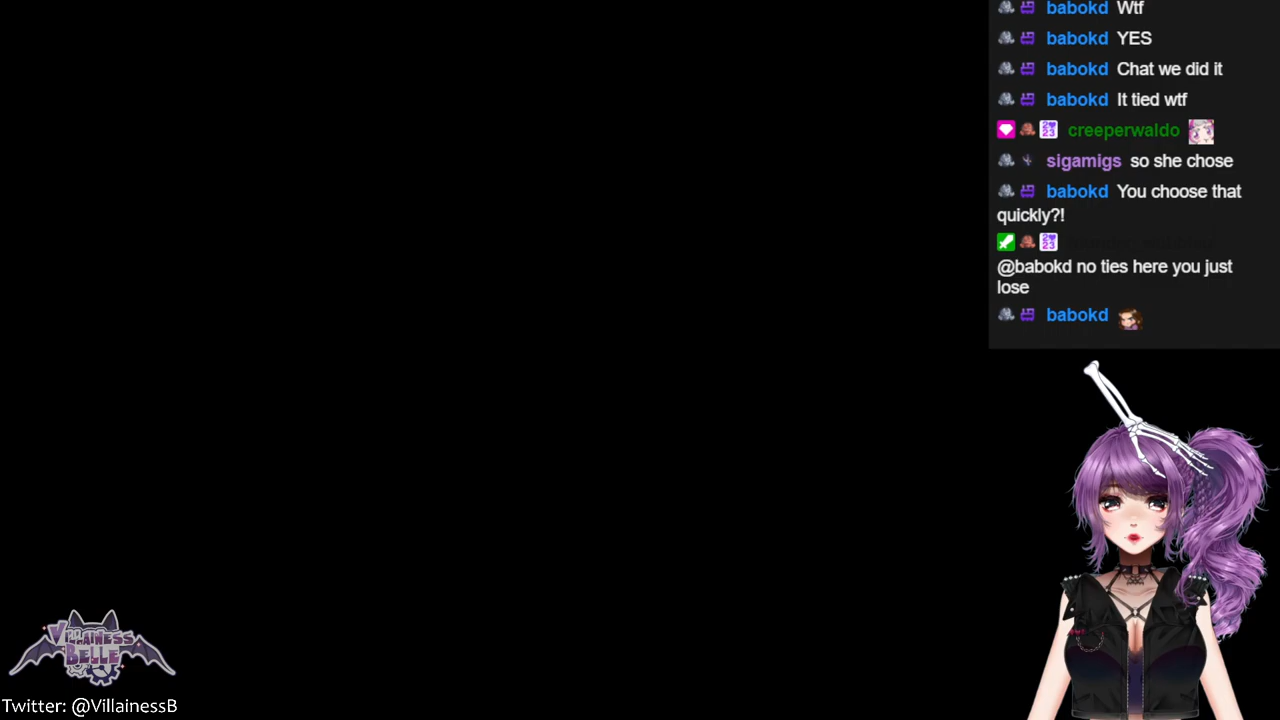 babokd Wtf
babokd YES
babokd Chat we did it
babokd It tied wtf
creeperwaldo
sigamigs so she chose
babokd You choose that
quickly?!
@babokd no ties here you just
lose
babokd
VILLAINESS
BELLE
Twitter: @VillainessB